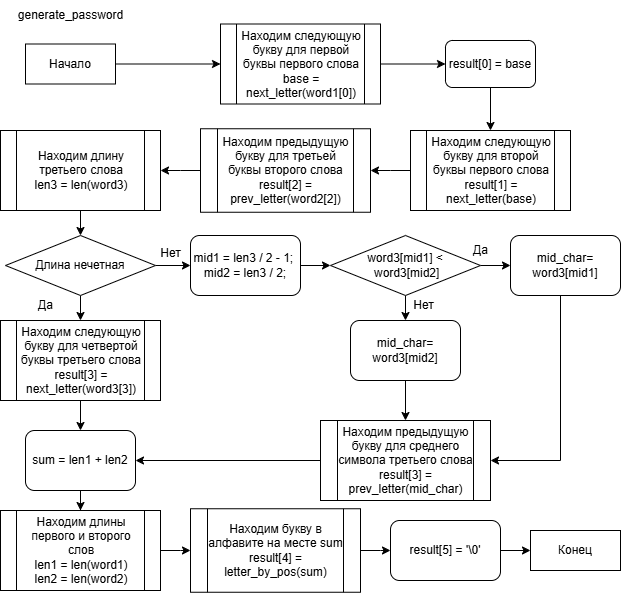 generate_password
Начало
Находим следующую
букву для первой
буквы первого слова
base =
next_letter(word1[0])
result[0] = base
Находим следующую
букву для второй
буквы первого слова
result[1] =
next_letter(base)
Находим предыдущую
букву для третьей
буквы второго слова
result[2] =
prev_letter(word2[2])
Находим длину
третьего слова
len3 = len(word3)
Длина нечетная
Нет
mid1 = len3 / 2 - 1;
mid2 = len3 / 2;
word3[mid1] <
word3[mid2]
Да
mid_char=
word3[mid1]
Нет
mid_char=
word3[mid2]
Да
Находим следующую
букву для четвертой
буквы третьего слова
result[3] =
next_letter(word3[3])
Находим предыдущую
букву для среднего
символа третьего слова
result[3] =
prev_letter(mid_char)
sum = len1 + len2
Находим длины
первого и второго
слов
len1 = len(word1)
len2 = len(word2)
Находим букву в
алфавите на месте sum
result[4] =
letter_by_pos(sum)
result[5] = '\0'
Конец